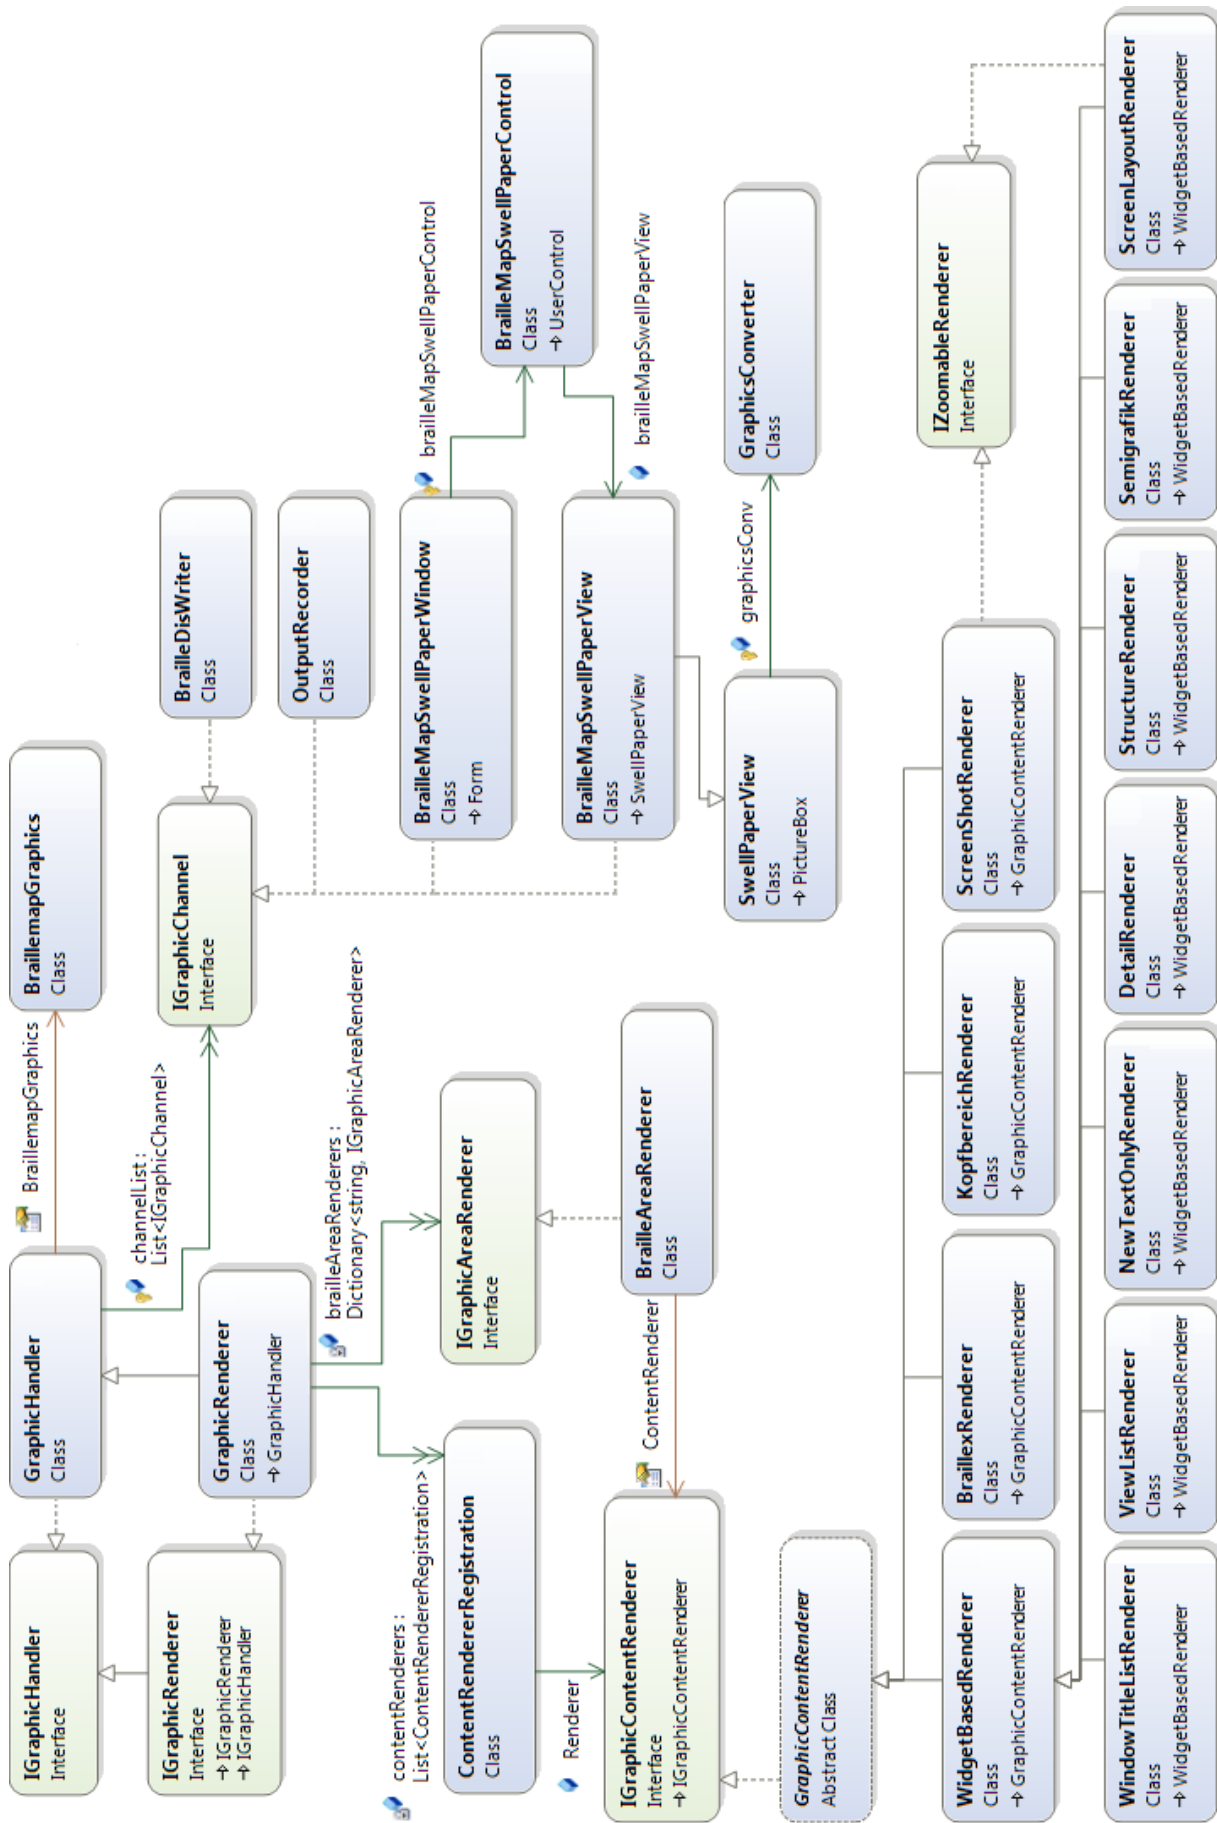 IGraphicHandler
Interface
GraphicHandler
Class
BraillemapGraphics
BraillemapGraphics
Class
IGraphicRenderer
Interface
→ IGraphicRenderer
→ IGraphicHandler
GraphicRenderer
Class
→ GraphicHandler
channelList :
List<IGraphicChannel>
IGraphicChannel
Interface
BrailleDisWriter
Class
OutputRecorder
Class
contentRenderers :
List<ContentRendererRegistration>
brailleAreaRenderers :
Dictionary<string, IGraphicAreaRenderer>
BrailleMapSwellPaperWindow
Class
→ Form
brailleMapSwellPaperControl
BrailleMapSwellPaperControl
Class
→ UserControl
ContentRendererRegistration
Class
IGraphicAreaRenderer
Interface
BrailleMapSwellPaperView
Class
→ SwellPaperView
brailleMapSwellPaperView
Renderer
IGraphicContentRenderer
Interface
→ IGraphicContentRenderer
ContentRenderer
BrailleAreaRenderer
Class
SwellPaperView
Class
→ PictureBox
graphicsConv
GraphicsConverter
Class
GraphicContentRenderer
Abstract Class
WidgetBasedRenderer
Class
→ GraphicContentRenderer
BraillexRenderer
Class
→ GraphicContentRenderer
KopfbereichRenderer
Class
→ GraphicContentRenderer
ScreenShotRenderer
Class
→ GraphicContentRenderer
IZoomableRenderer
Interface
WindowTitleListRenderer
Class
→ WidgetBasedRenderer
ViewListRenderer
Class
→ WidgetBasedRenderer
NewTextOnlyRenderer
Class
→ WidgetBasedRenderer
DetailRenderer
Class
→ WidgetBasedRenderer
StructureRenderer
Class
→ WidgetBasedRenderer
SemigrafikRenderer
Class
→ WidgetBasedRenderer
ScreenLayoutRenderer
Class
→ WidgetBasedRenderer